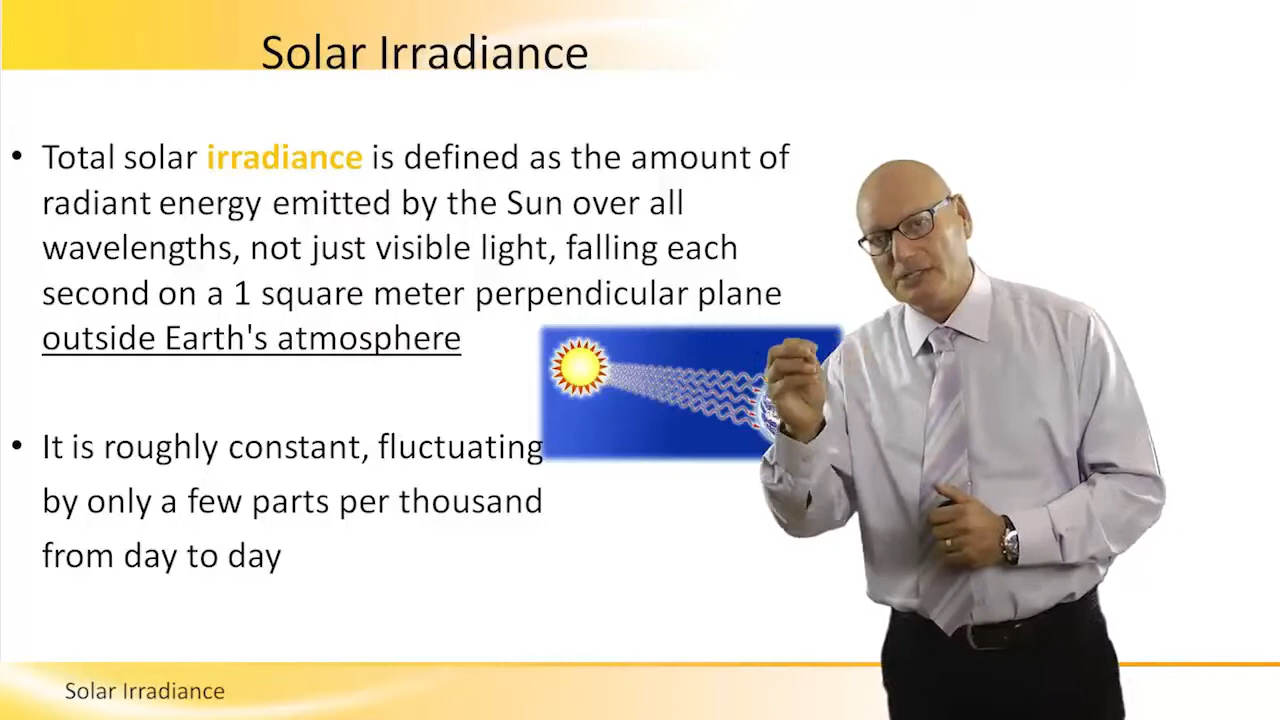 Solar Irradiance
• Total solar irradiance is defined as the amount of
radiant energy emitted by the Sun over all
wavelengths, not just visible light, falling each
second on a 1 square meter perpendicular plane
outside Earth's atmosphere
• It is roughly constant, fluctuating
by only a few parts per thousand
from day to day
Solar Irradiance